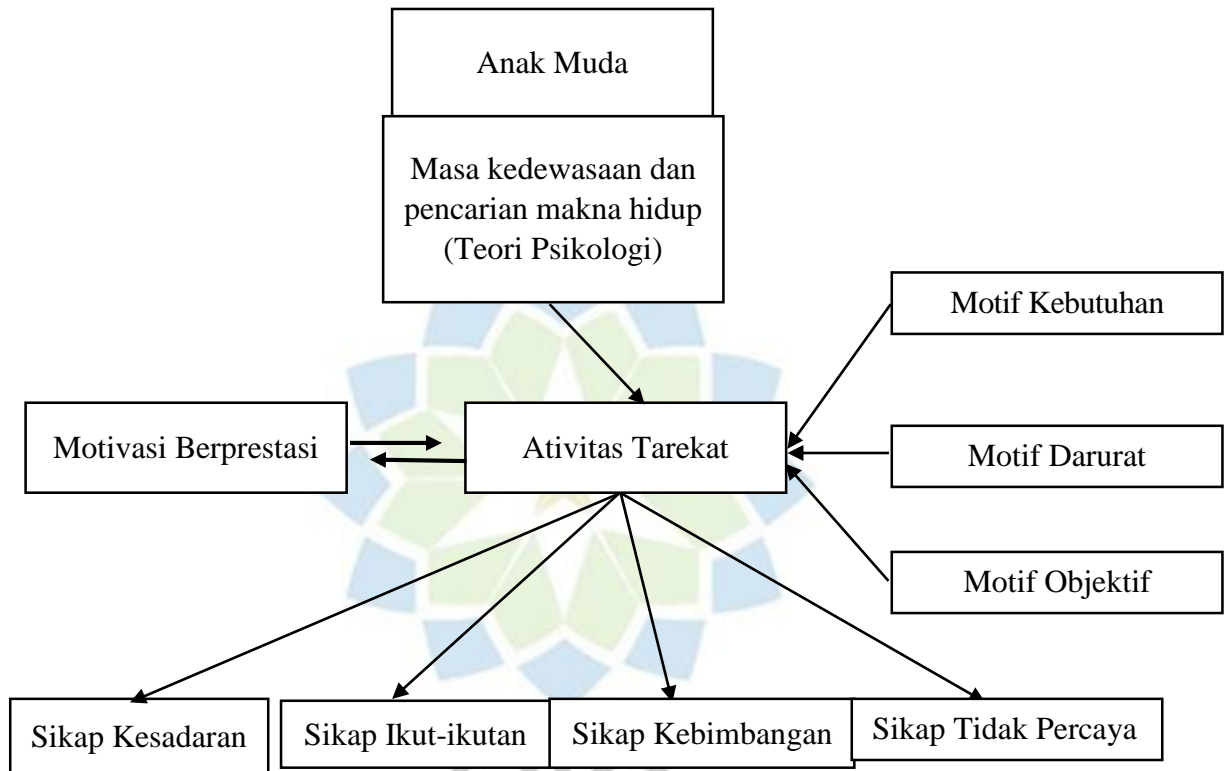 Anak Muda
Masa kedewasaan dan
pencarian makna hidup
(Teori Psikologi)
Motif Kebutuhan
Motivasi Berprestasi
Ativitas Tarekat
Motif Darurat
Motif Objektif
Sikap Kesadaran
Sikap Ikut-ikutan
Sikap Kebimbangan
Sikap Tidak Percaya